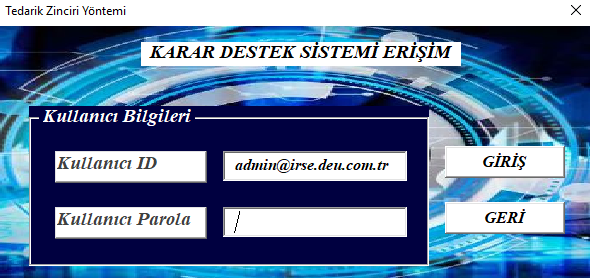 Tedarik Zinciri Yöntemi
KARAR DESTEK SİSTEMİ ERİŞİM
Kullanıcı Bilgileri
Kullanıcı ID
admin@irse.deu.com.tr
GİRİŞ
Kullanıcı Parola
GERİ